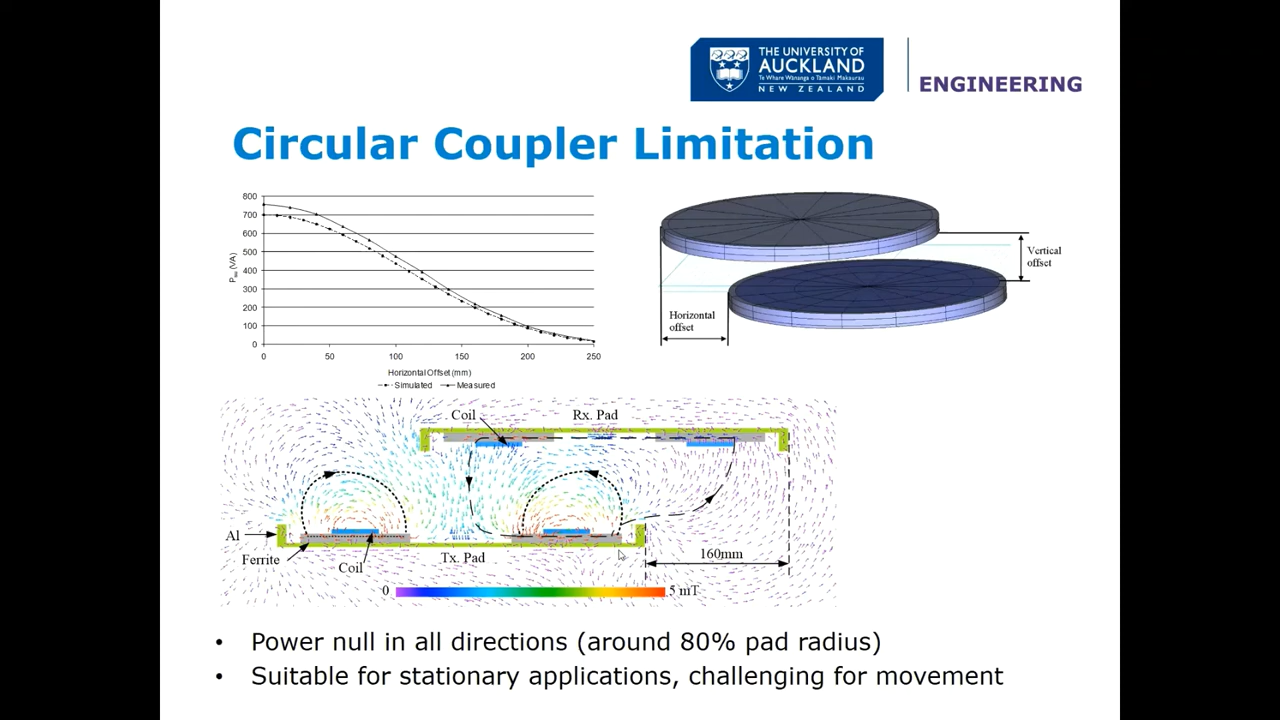 THE UNIVERSITY OF
AUCKLAND
Te Whare Wānanga o Tāmaki Makaurau
NEW ZEALAND
ENGINEERING
Circular Coupler Limitation
800
700
600
500
400
300
200
100
0
(VA)
0 50 100 150 200 250
Horizontal Offset (mm)
Simulated Measured
Vertical
offset
Horizontal
offset
Coil
Rx. Pad
Al
Ferrite
Coil
Tx. Pad
160mm
0
.5 mT
• Power null in all directions (around 80% pad radius)
• Suitable for stationary applications, challenging for movement